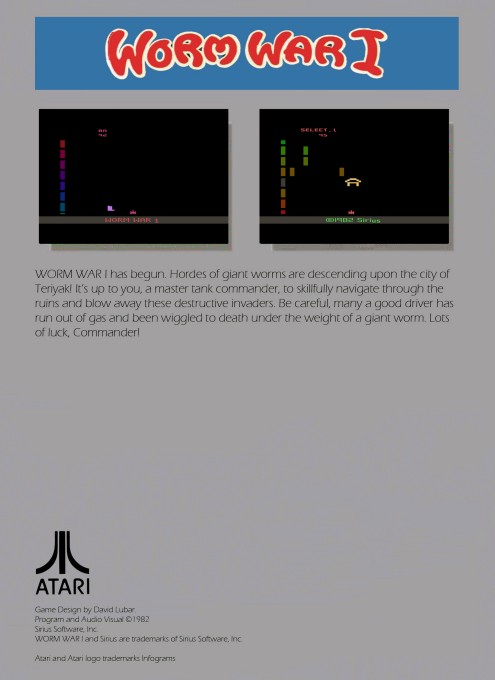 WORM WAR I
WORM WAR 1
SELECT 1
©1982 Sirius
WORM WAR I has begun. Hordes of giant worms are descending upon the city of
Teriyak! It's up to you, a master tank commander, to skillfully navigate through the
ruins and blow away these destructive invaders. Be careful, many a good driver has
run out of gas and been wiggled to death under the weight of a giant worm. Lots
of luck, Commander!
ATARI
Game Design by David Lubar.
Program and Audio Visual ©1982
Sirius Software, Inc.
WORM WAR I and Sirius are trademarks of Sirius Software, Inc.
Atari and Atari logo trademarks Infograms